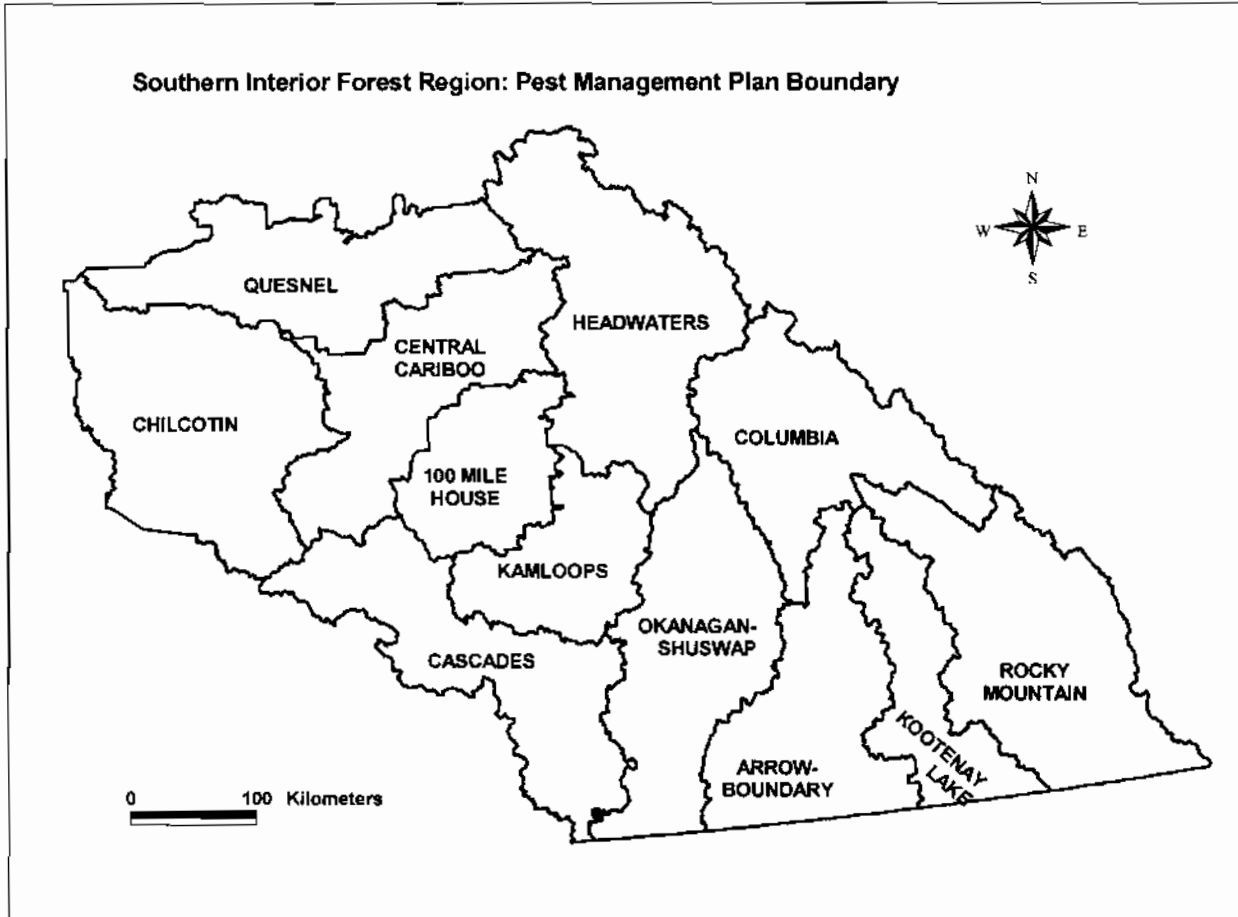 Southern Interior Forest Region: Pest Management Plan Boundary
N
W E
S
QUESNEL
HEADWATERS
CENTRAL
CARIBOO
CHILCOTIN
COLUMBIA
100 MILE
HOUSE
KAMLOOPS
OKANAGAN-
SHUSWAP
CASCADES
ROCKY
MOUNTAIN
KOOTENAY
LAKE
ARROW-
BOUNDARY
0 100 Kilometers